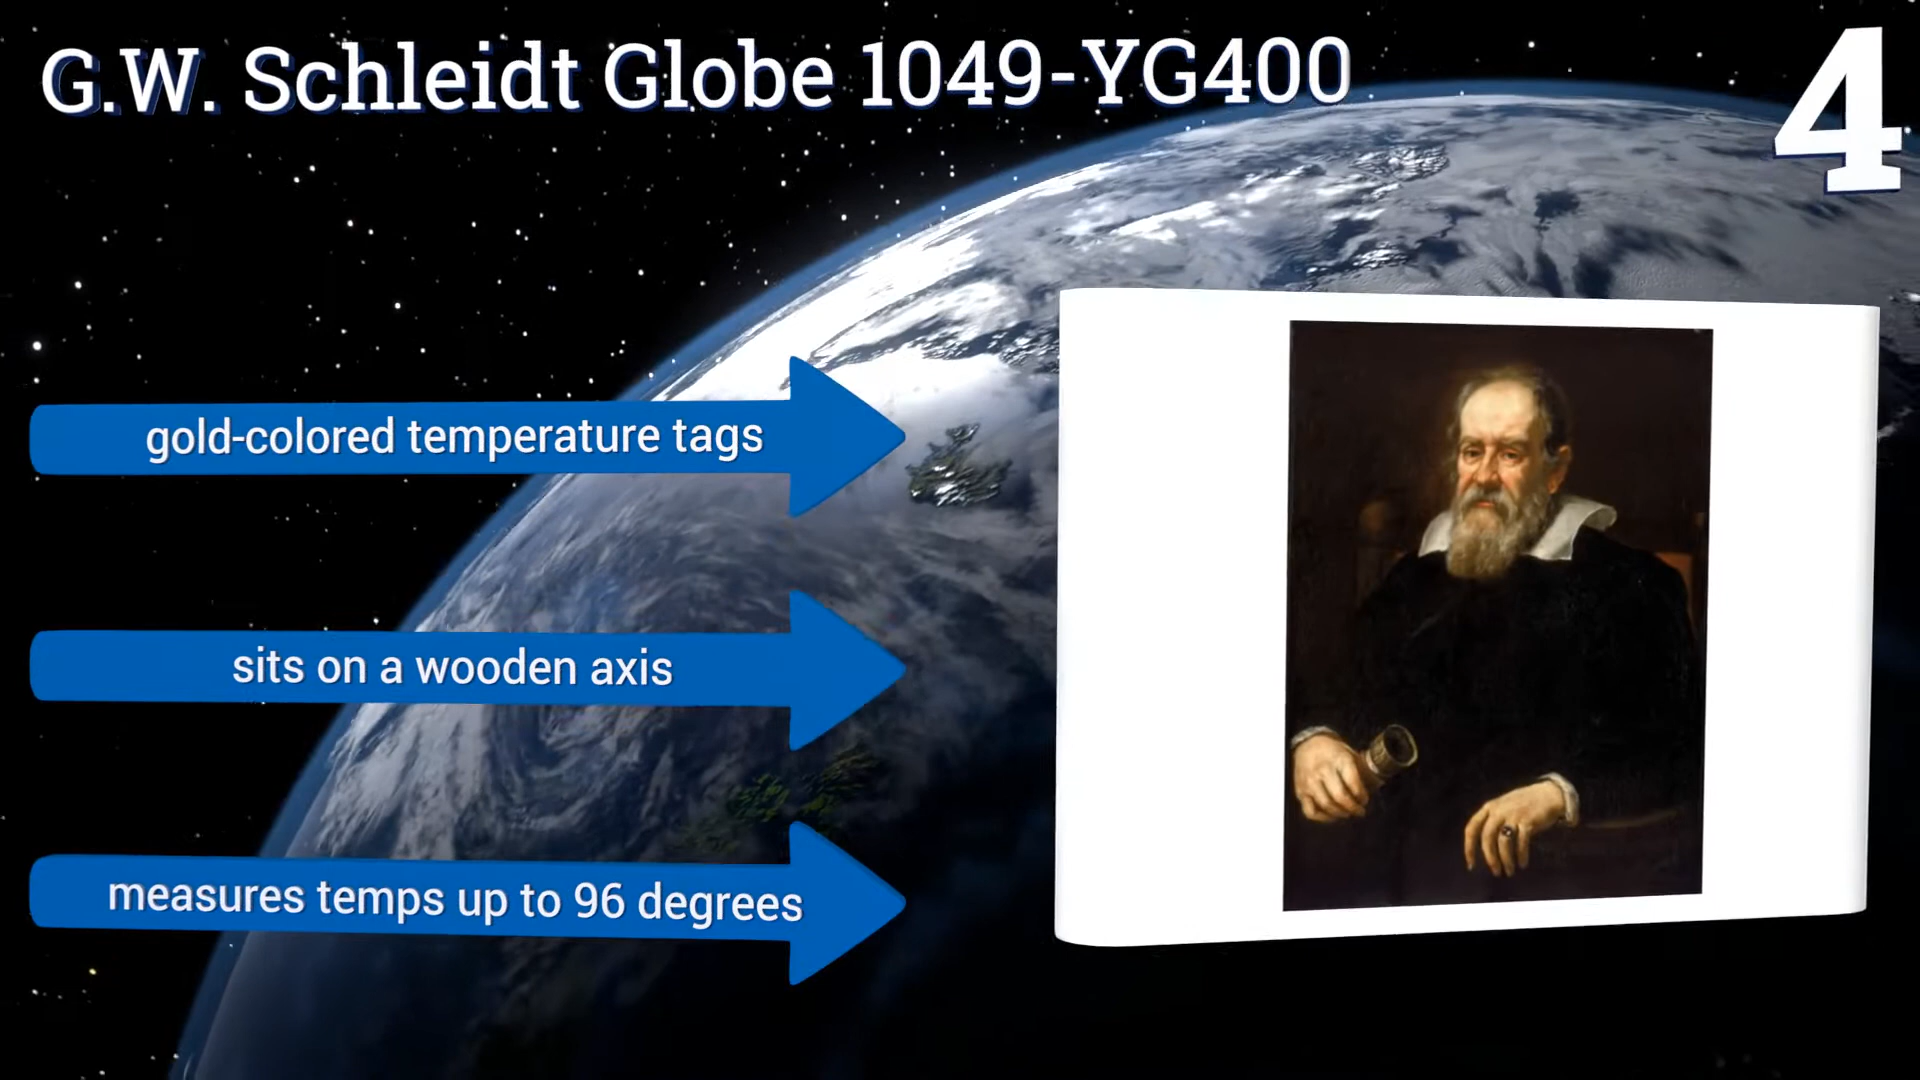 G.W. Schleidt Globe 1049-YG400
4
gold-colored temperature tags
sits on a wooden axis
measures temps up to 96 degrees